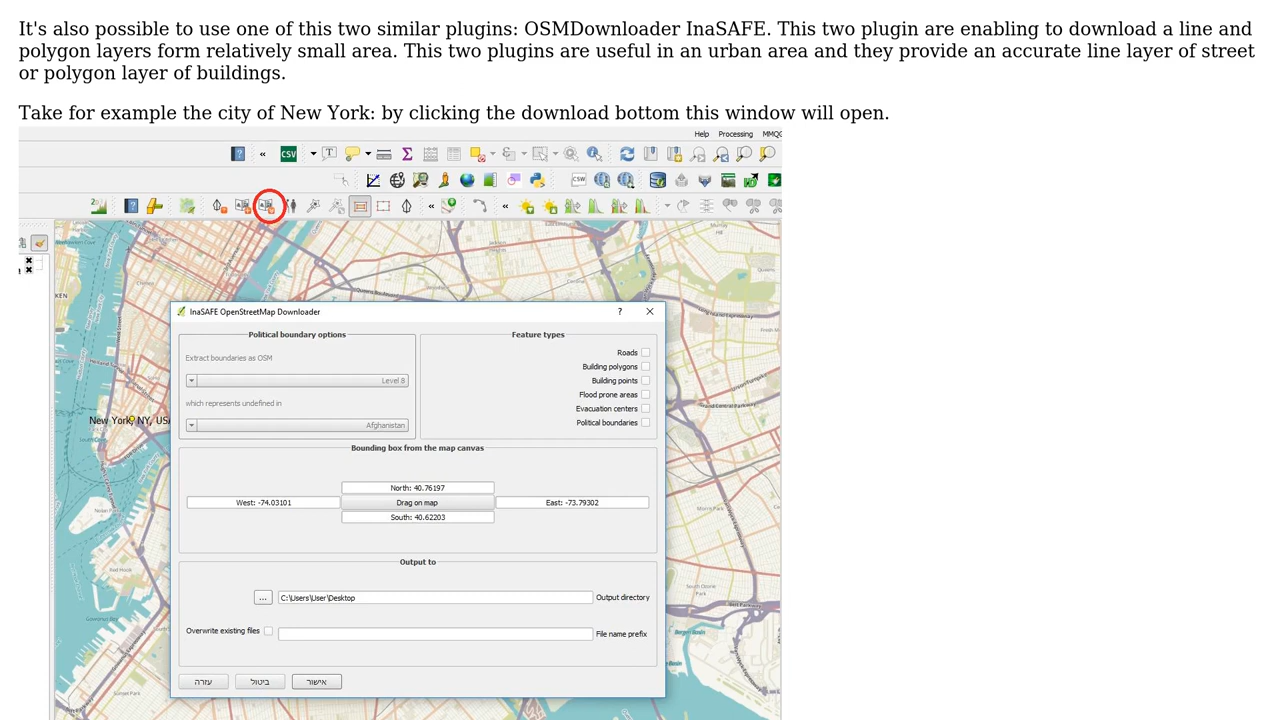 It's also possible to use one of this two similar plugins: OSMDownloader InaSAFE. This two plugin are enabling to download a line and
polygon layers form relatively small area. This two plugins are useful in an urban area and they provide an accurate line layer of street
or polygon layer of buildings.
Take for example the city of New York: by clicking the download bottom this window will open.
Help Processing MMQG
CSV
CSW
InaSAFE OpenStreetMap Downloader
Political boundary options
Feature types
Extract boundaries as OSM
Level 8
which represents undefined in
Afghanistan
Roads
Building polygons
Building points
Flood prone areas
Evacuation centers
Political boundaries
New York, NY, USA
Bounding box from the map canvas
North: 40.76197
West: -74.03101
Drag on map
East: -73.79302
South: 40.62203
Output to
... C:\Users\User\Desktop Output directory
Overwrite existing files
File name prefix
עזרה
ביטול
אישור